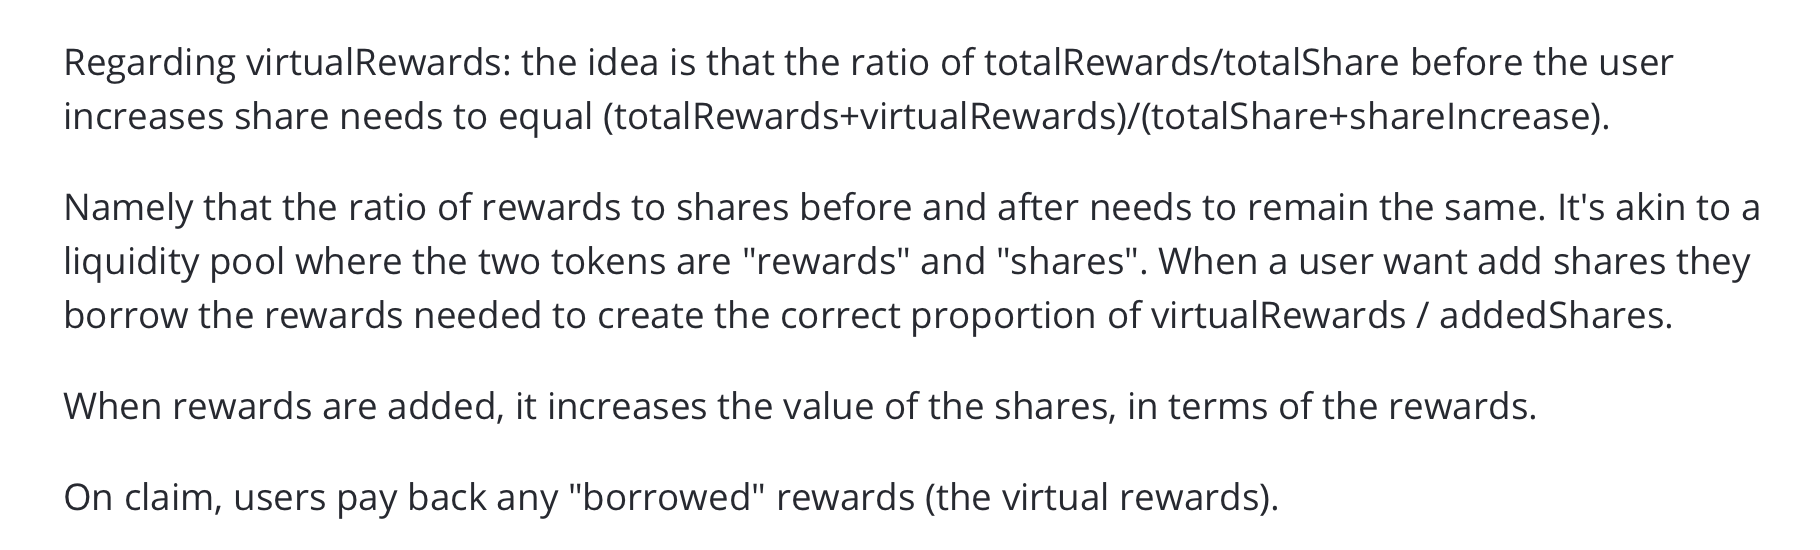 Regarding virtualRewards: the idea is that the ratio of totalRewards/totalShare before the user
increases share needs to equal (totalRewards+virtualRewards)/(totalShare+shareIncrease).
Namely that the ratio of rewards to shares before and after needs to remain the same. It's akin to a
liquidity pool where the two tokens are "rewards" and "shares". When a user want add shares they
borrow the rewards needed to create the correct proportion of virtualRewards / addedShares.
When rewards are added, it increases the value of the shares, in terms of the rewards.
On claim, users pay back any "borrowed" rewards (the virtual rewards).